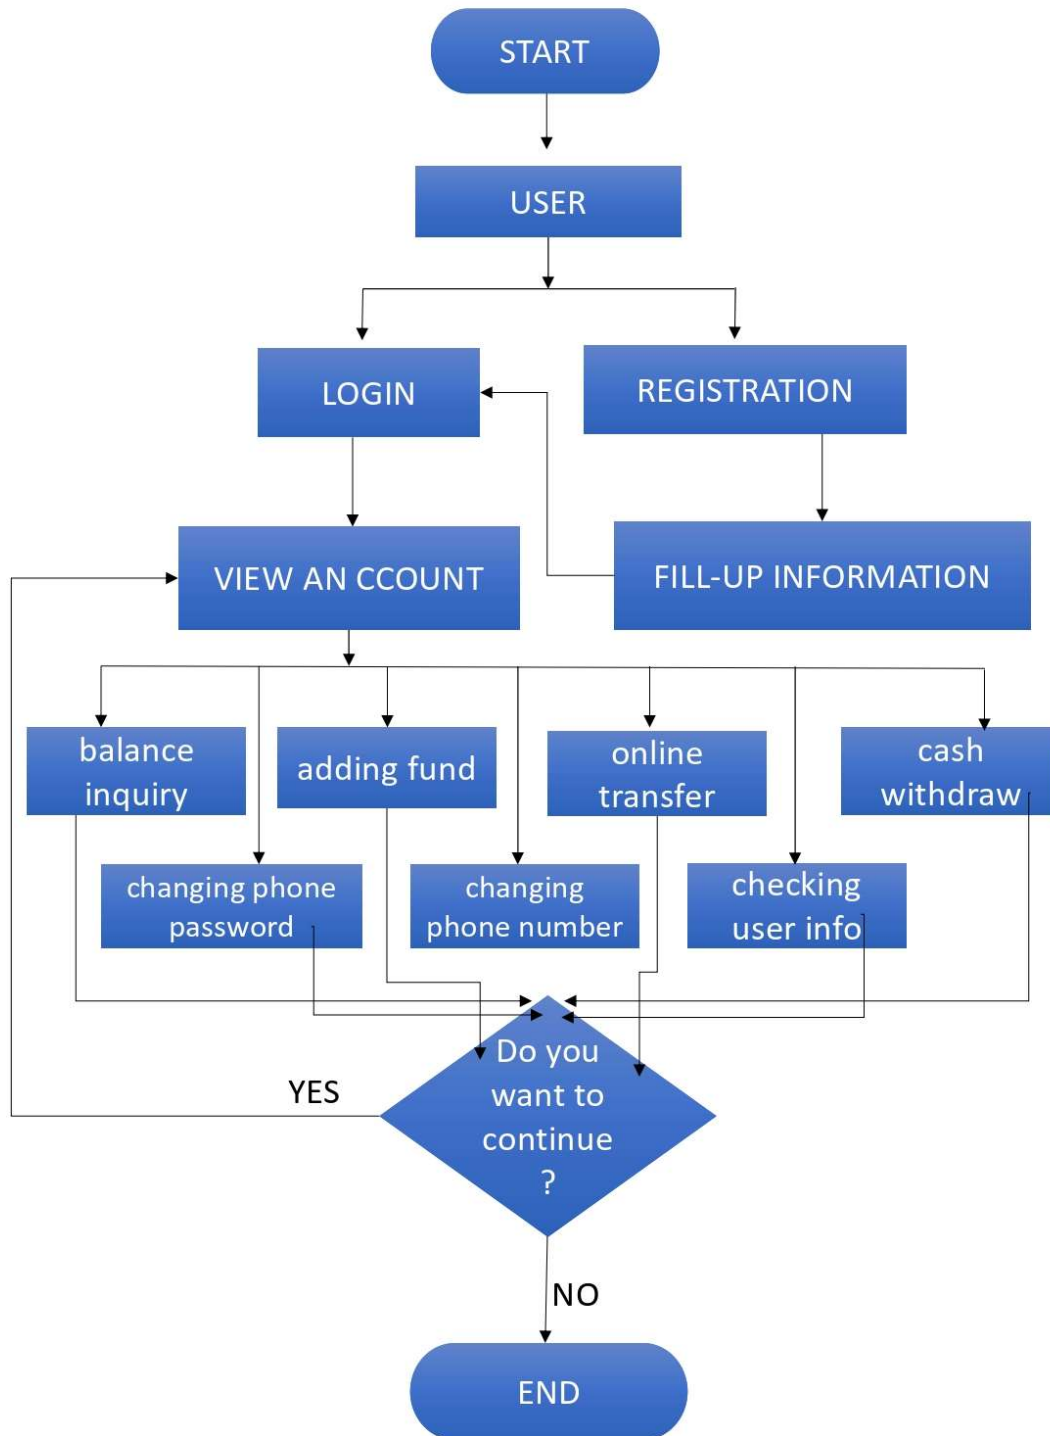 START
USER
LOGIN
REGISTRATION
VIEW AN CCOUNT
FILL-UP INFORMATION
balance
inquiry
adding fund
online
transfer
cash
withdraw
changing phone
password
changing
phone number
checking
user info
Do you
want to
continue
?
YES
NO
END